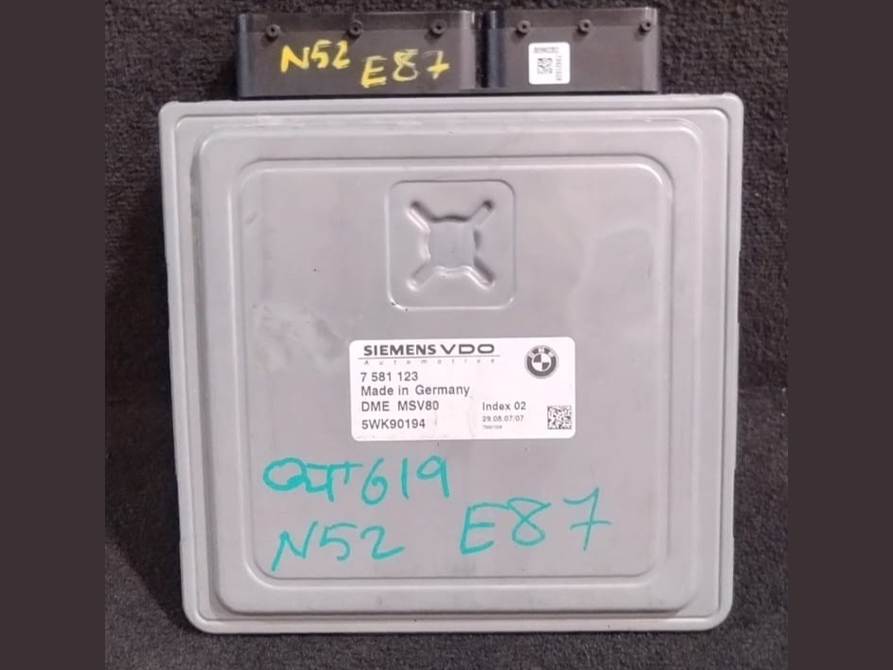 N52 E87
SIEMENS VDO
Automotive
BMW
7 581 123
Made in Germany
DME MSV80
Index 02
5WK90194
29.08.07/07
N52 E87